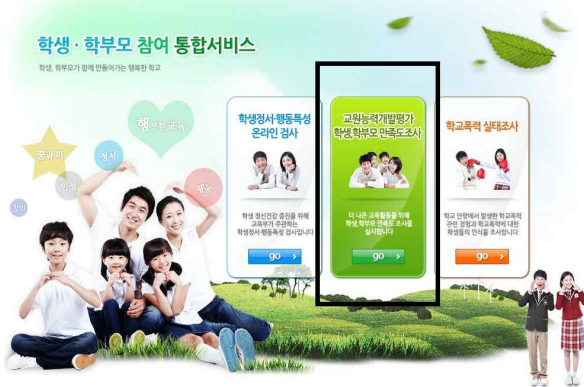 학생 · 학부모 참여 통합서비스
학생, 학부모가 함께 만들어가는 행복한 학교
행복한교육
꿈과끼
정서
인성
창의
재능
학생정서·행동특성
온라인 검사
학생 정신건강 증진을 위해
교육부가 주관하는
학생정서·행동특성 검사입니다
go
교원능력개발평가
학생,학부모 만족도조사
더 나은 교육활동을 위해
학생,학부모 만족도 조사를
실시합니다
go
학교폭력 실태조사
학교 안팎에서 발생한 학교폭력
관련 경험과 학교폭력에 대한
학생들의 인식을 조사합니다
go